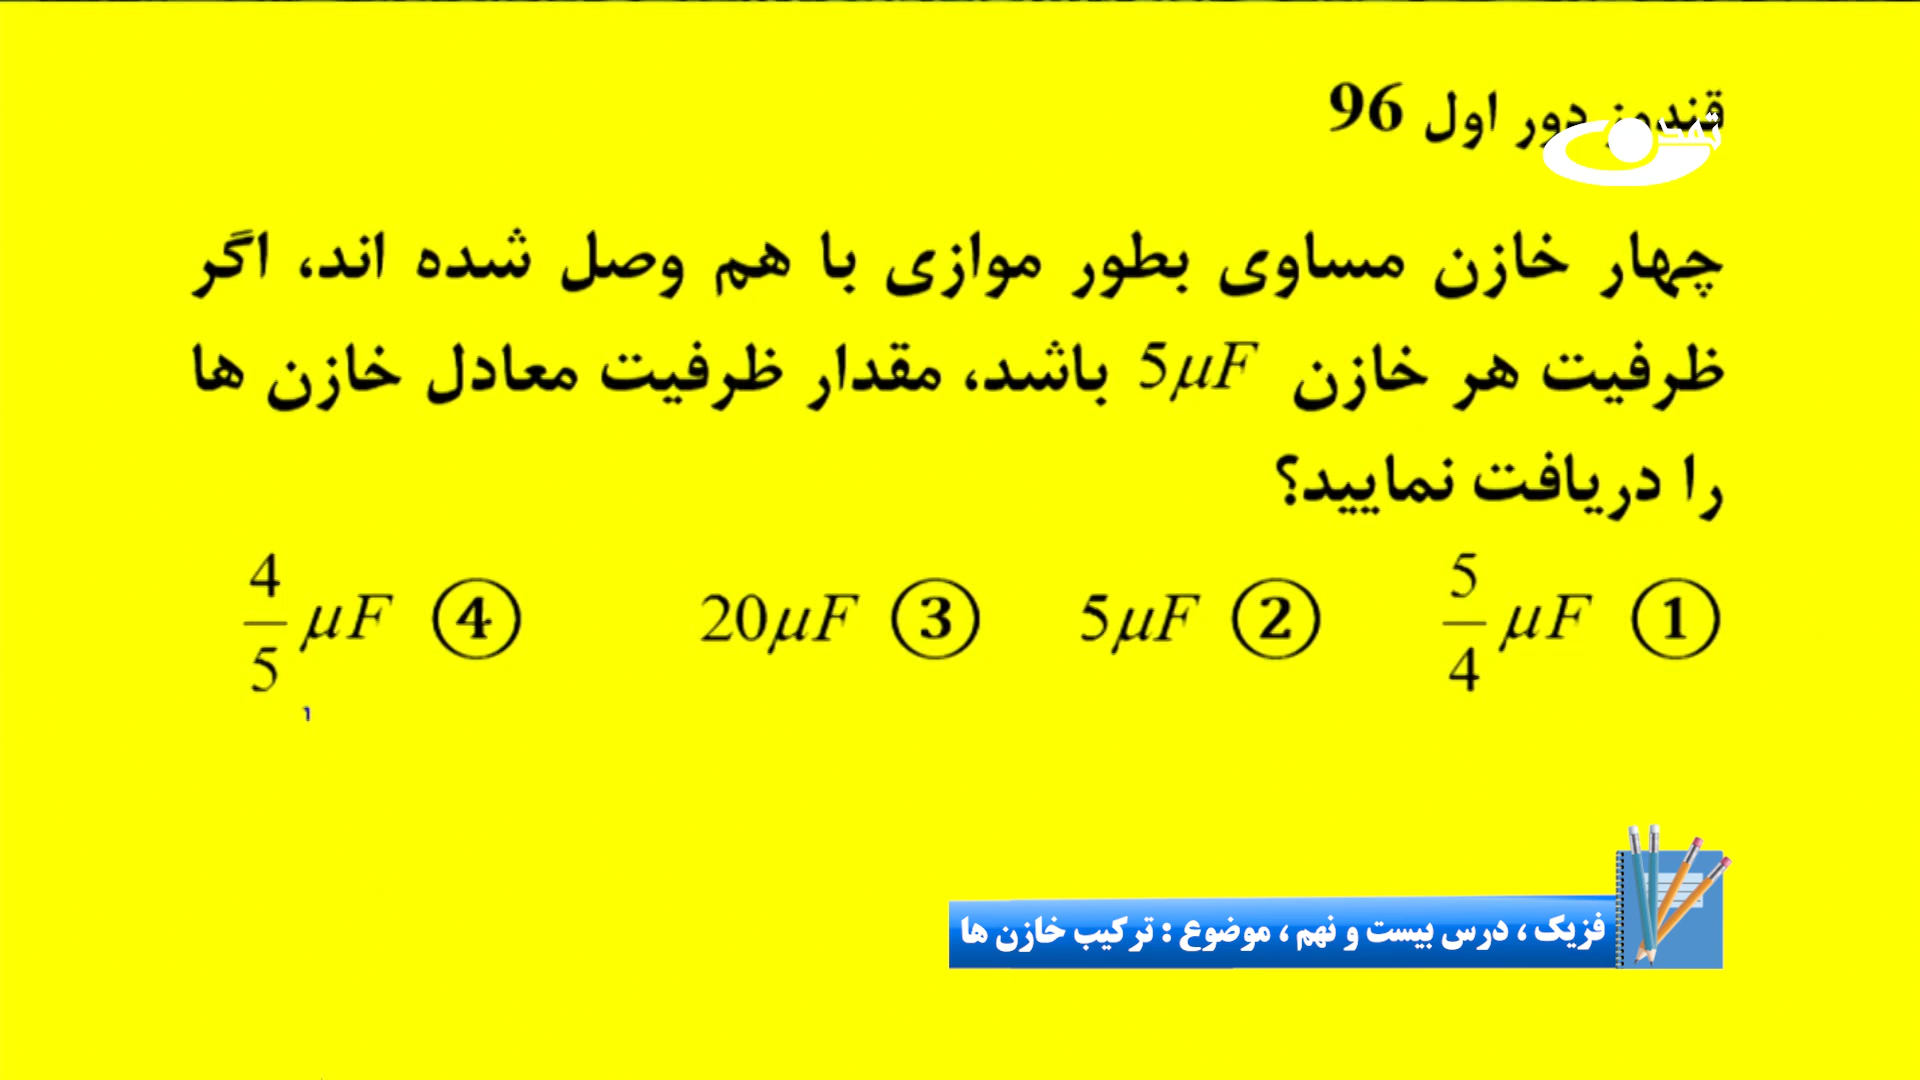 قندوز دور اول 96
تمدن
چهار خازن مساوی بطور موازی با هم وصل شده اند، اگر
ظرفیت هر خازن 5μF باشد، مقدار ظرفیت معادل خازن ها
را دریافت نمایید؟
① 5/4 μF ② 5μF ③ 20μF ④ 4/5 μF
فزیک ، درس بیست و نهم ، موضوع : ترکیب خازن ها